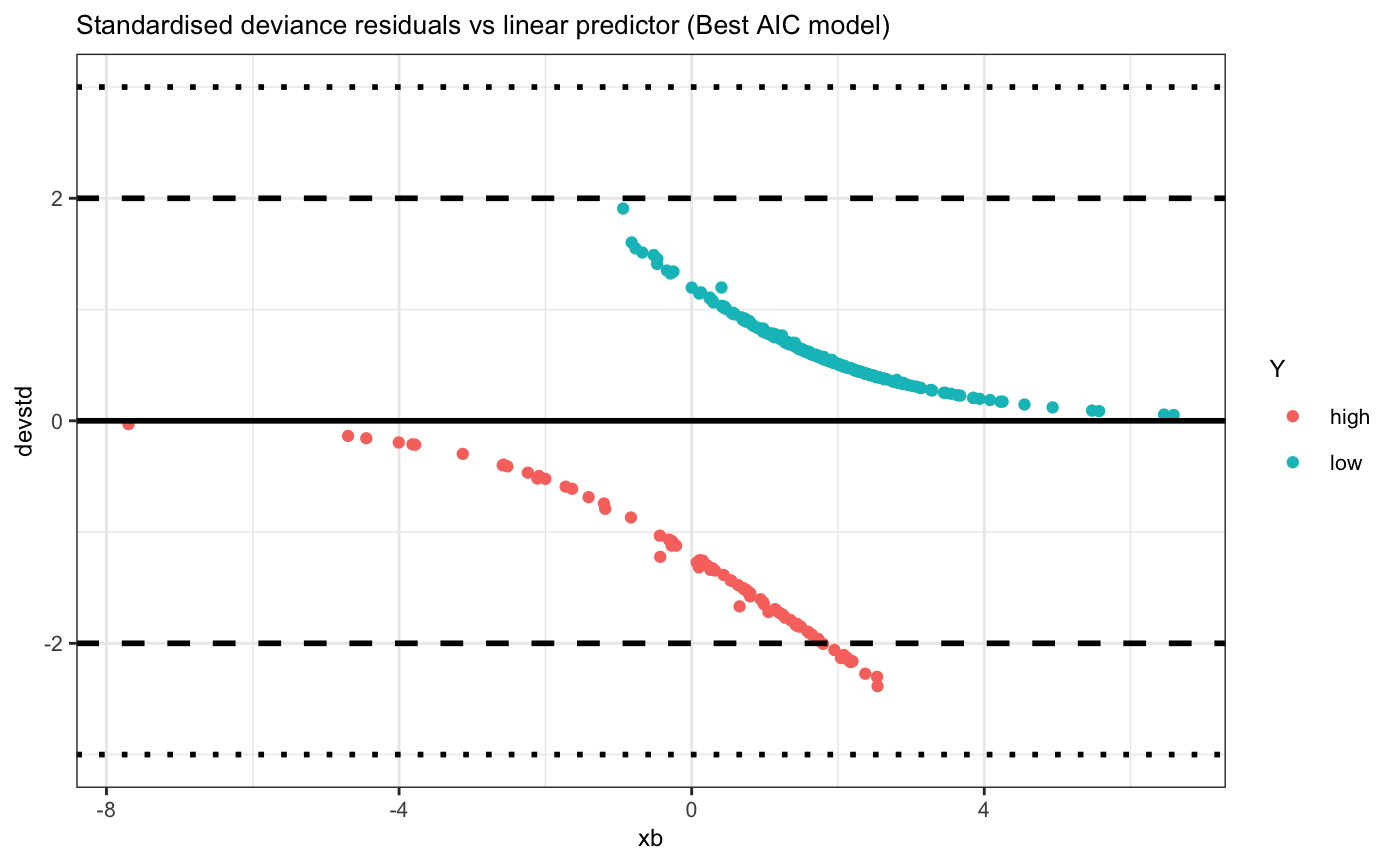 Standardised deviance residuals vs linear predictor (Best AIC model)
devstd
2
0
-2
-8
-4
0
4
xb
Y
high
low